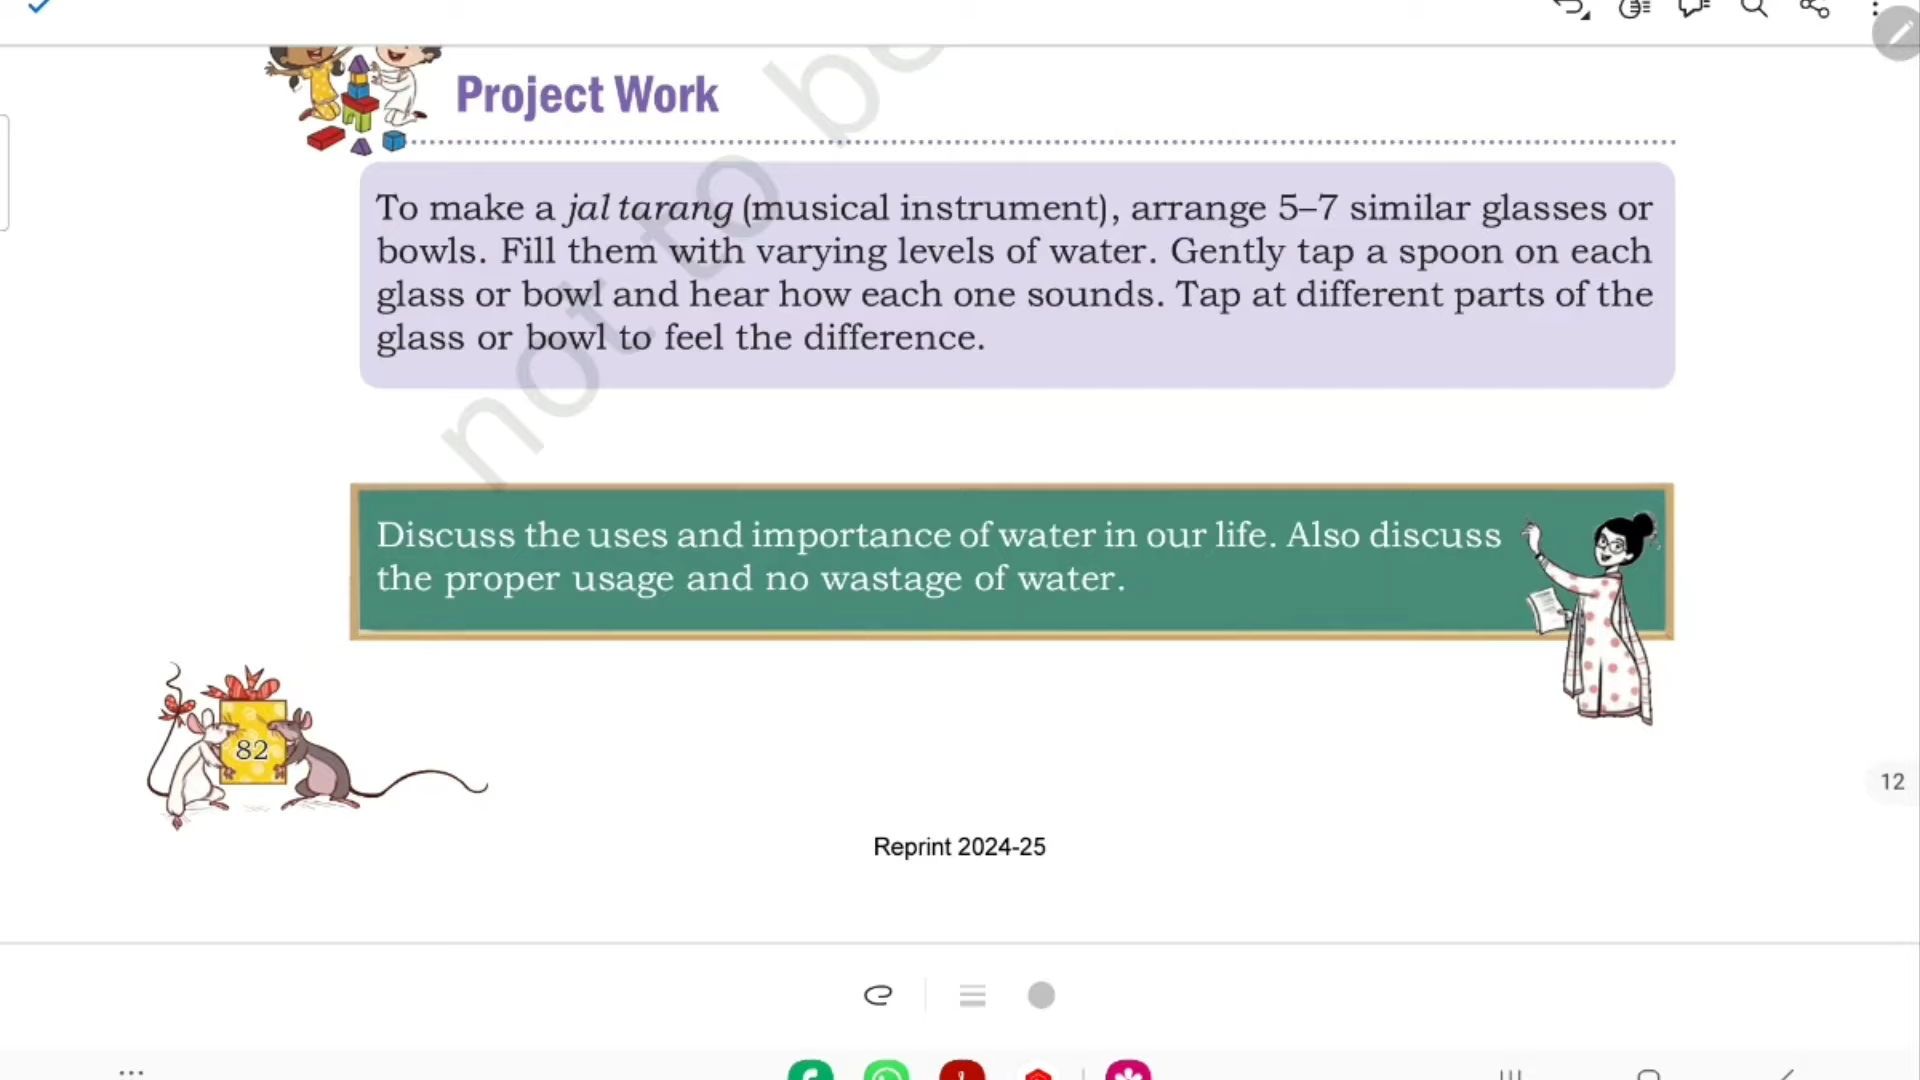 Project Work
To make a jal tarang (musical instrument), arrange 5–7 similar glasses or
bowls. Fill them with varying levels of water. Gently tap a spoon on each
glass or bowl and hear how each one sounds. Tap at different parts of the
glass or bowl to feel the difference.
not to be
Discuss the uses and importance of water in our life. Also discuss
the proper usage and no wastage of water.
82
12
Reprint 2024-25